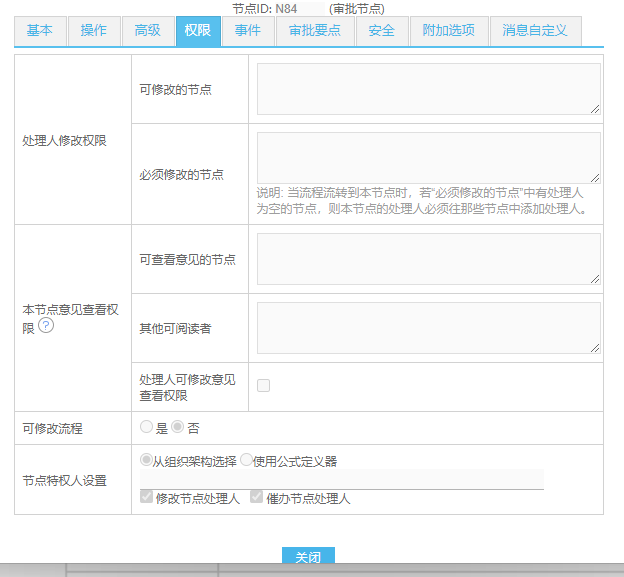 节点ID: N84 (审批节点)
基本 操作 高级 权限 事件 审批要点 安全 附加选项 消息自定义
处理人修改权限
可修改的节点
必须修改的节点
说明: 当流程流转到本节点时，若“必须修改的节点”中有处理人
为空的节点，则本节点的处理人必须往那些节点中添加处理人。
本节点意见查看权
限 ?
可查看意见的节点
其他可阅读者
处理人可修改意见
查看权限
可修改流程
是 否
节点特权人设置
从组织架构选择 使用公式定义器
修改节点处理人 催办节点处理人
关闭